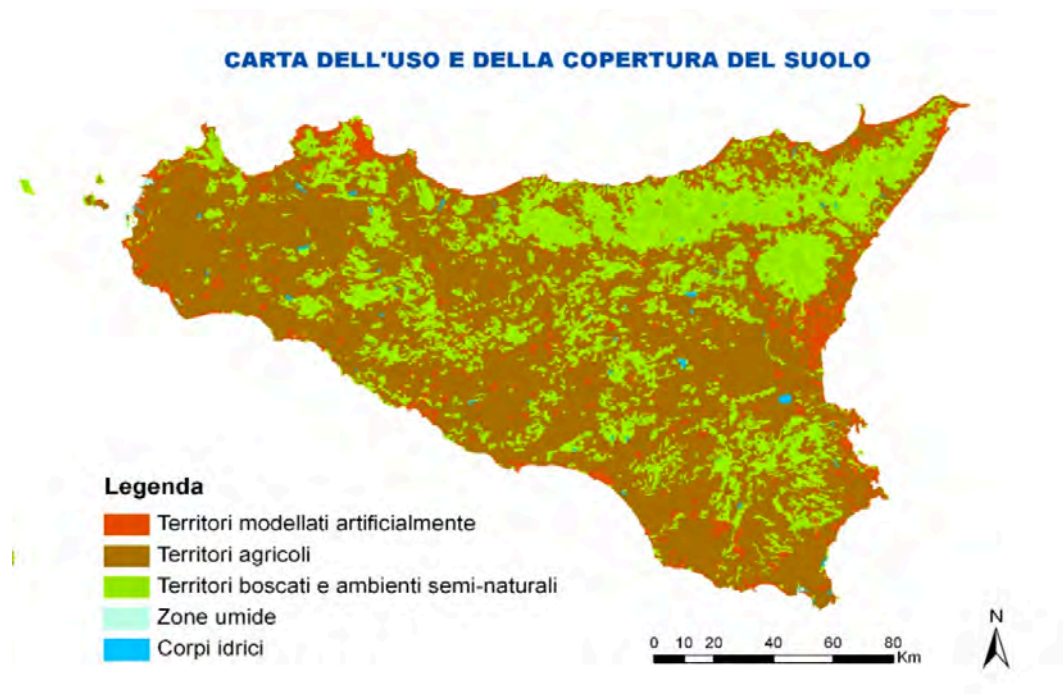 CARTA DELL'USO E DELLA COPERTURA DEL SUOLO
Legenda
Territori modellati artificialmente
Territori agricoli
Territori boscati e ambienti semi-naturali
Zone umide
Corpi idrici
0 10 20 40 60 80
Km
N